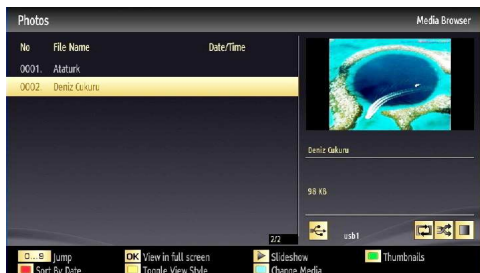 Photos Media Browser
No File Name Date/Time
0001. Ataturk
0002. Deniz Cukuru
Deniz Cukuru
98 KB
2/2
usb1
0...9 Jump OK View in full screen Slideshow Thumbnails
Sort By Date Toggle View Style Change Media